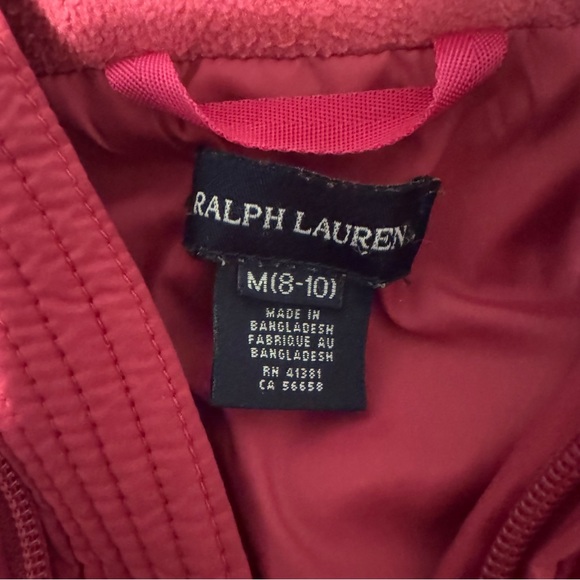 RALPH LAUREN
M(8-10)
MADE IN
BANGLADESH
FABRIQUE AU
BANGLADESH
RN 41381
CA 56658